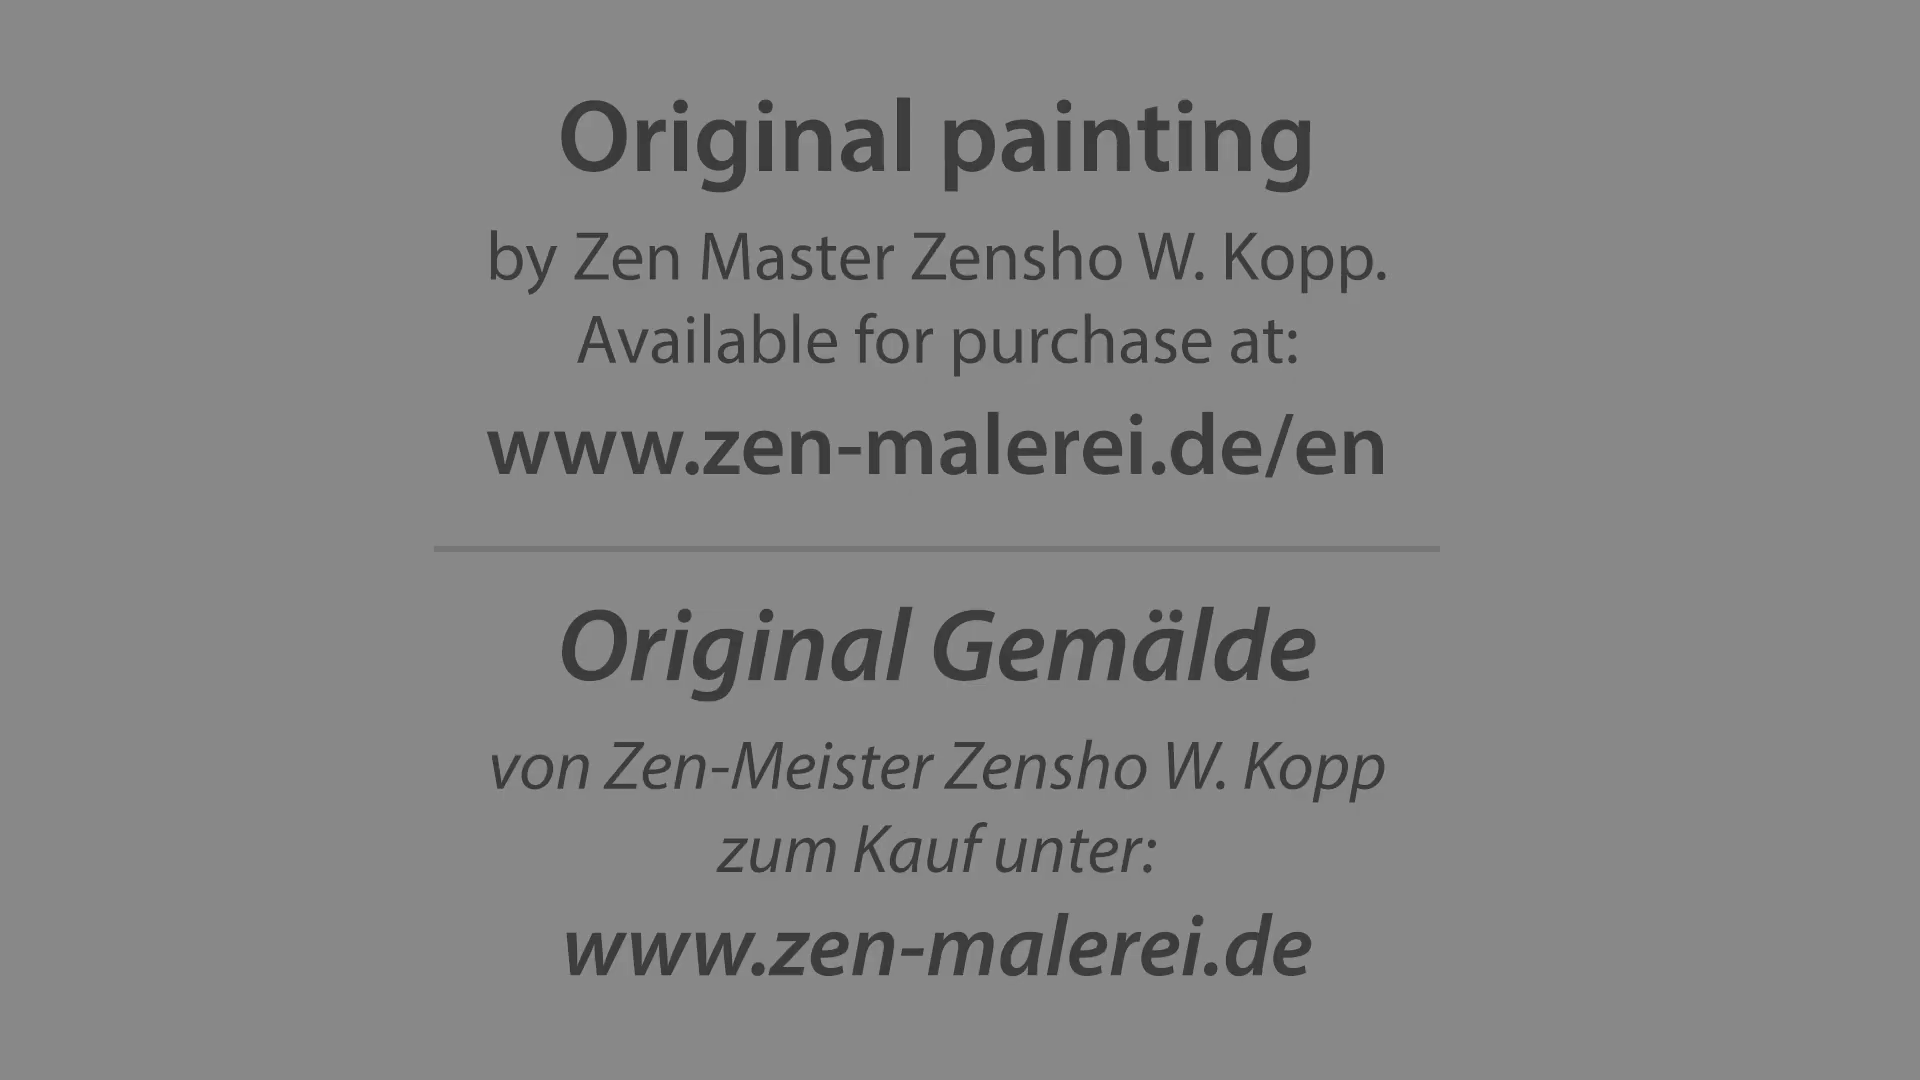 Original painting
by Zen Master Zensho W. Kopp.
Available for purchase at:
www.zen-malerei.de/en
Original Gemälde
von Zen-Meister Zensho W. Kopp
zum Kauf unter:
www.zen-malerei.de